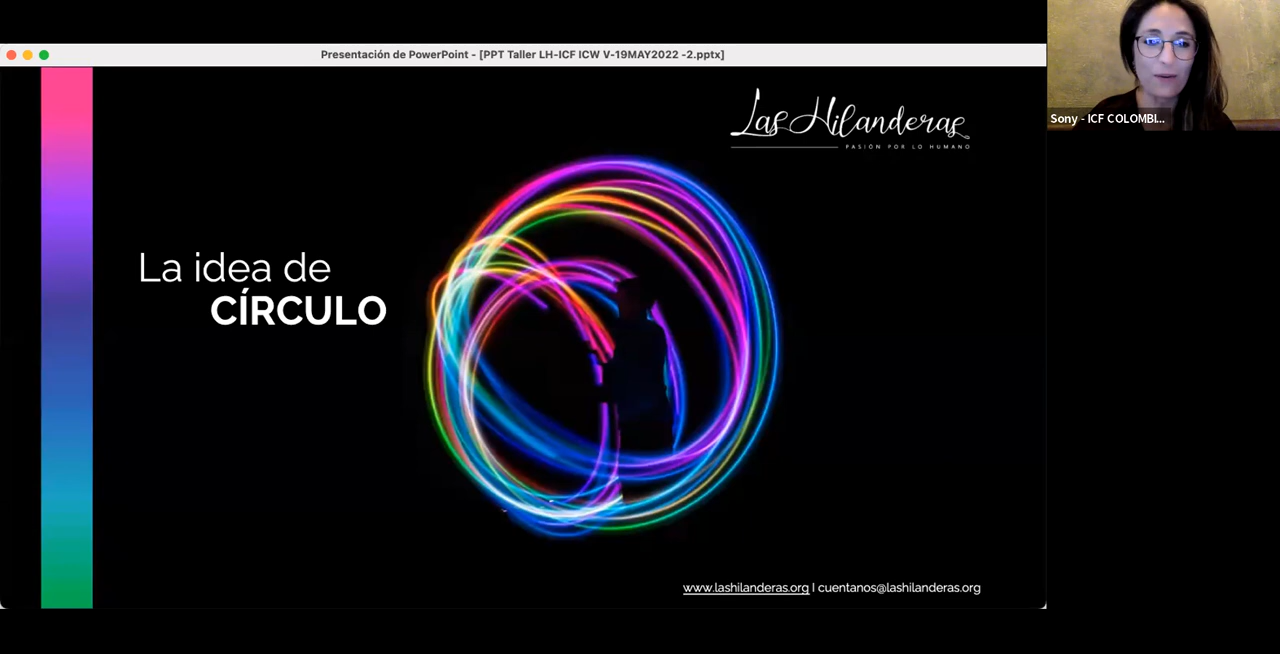 Presentación de PowerPoint - [PPT Taller LH-ICF ICW V-19MAY2022 -2.pptx]
Las Hilanderas
PASIÓN POR LO HUMANO
Sony - ICF COLOMBI...
La idea de
CÍRCULO
www.lashilanderas.org I cuentanos@lashilanderas.org